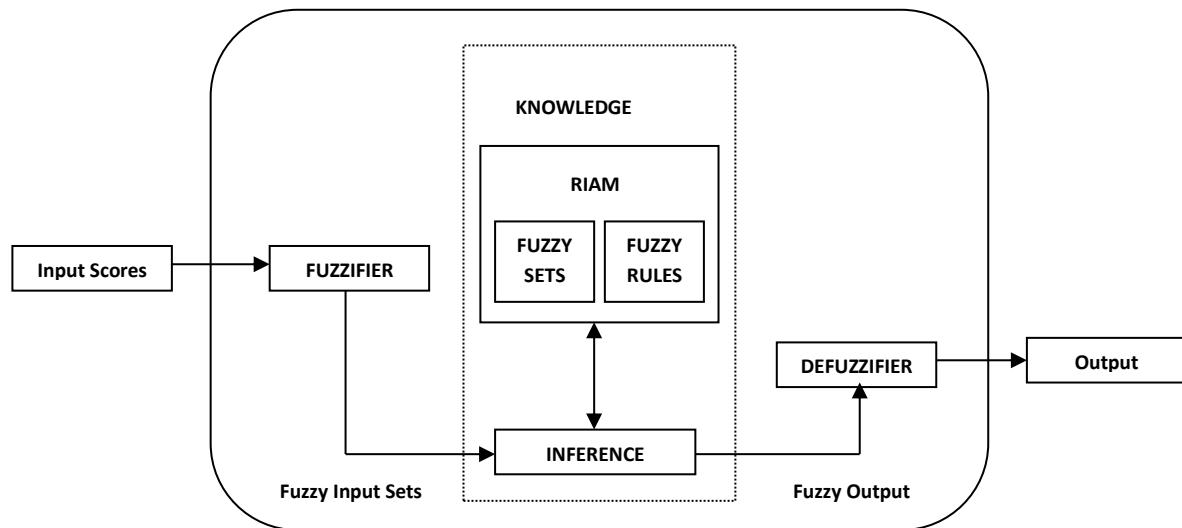 KNOWLEDGE
RIAM
FUZZY
SETS
FUZZY
RULES
Input Scores
FUZZIFIER
DEFUZZIFIER
Output
INFERENCE
Fuzzy Input Sets
Fuzzy Output